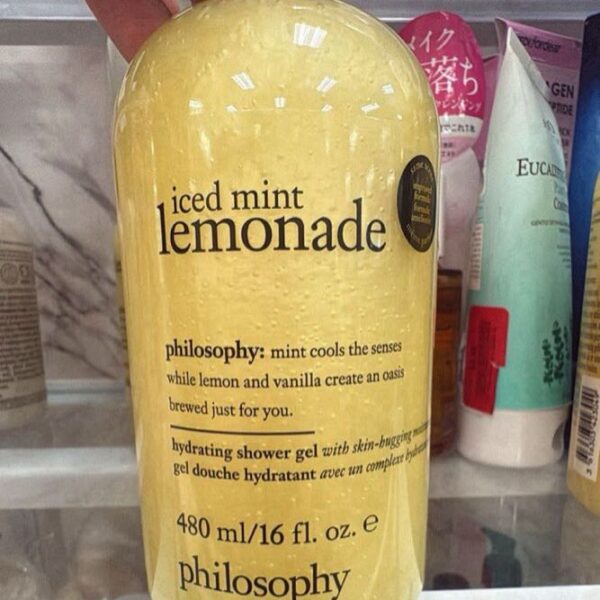 iced mint
lemonade
philosophy: mint cools the senses
while lemon and vanilla create an oasis
brewed just for you.
hydrating shower gel with skin-hugging
gel douche hydratant avec un complexe
480 ml/16 fl. oz. e
philosophy
メイク
落ち